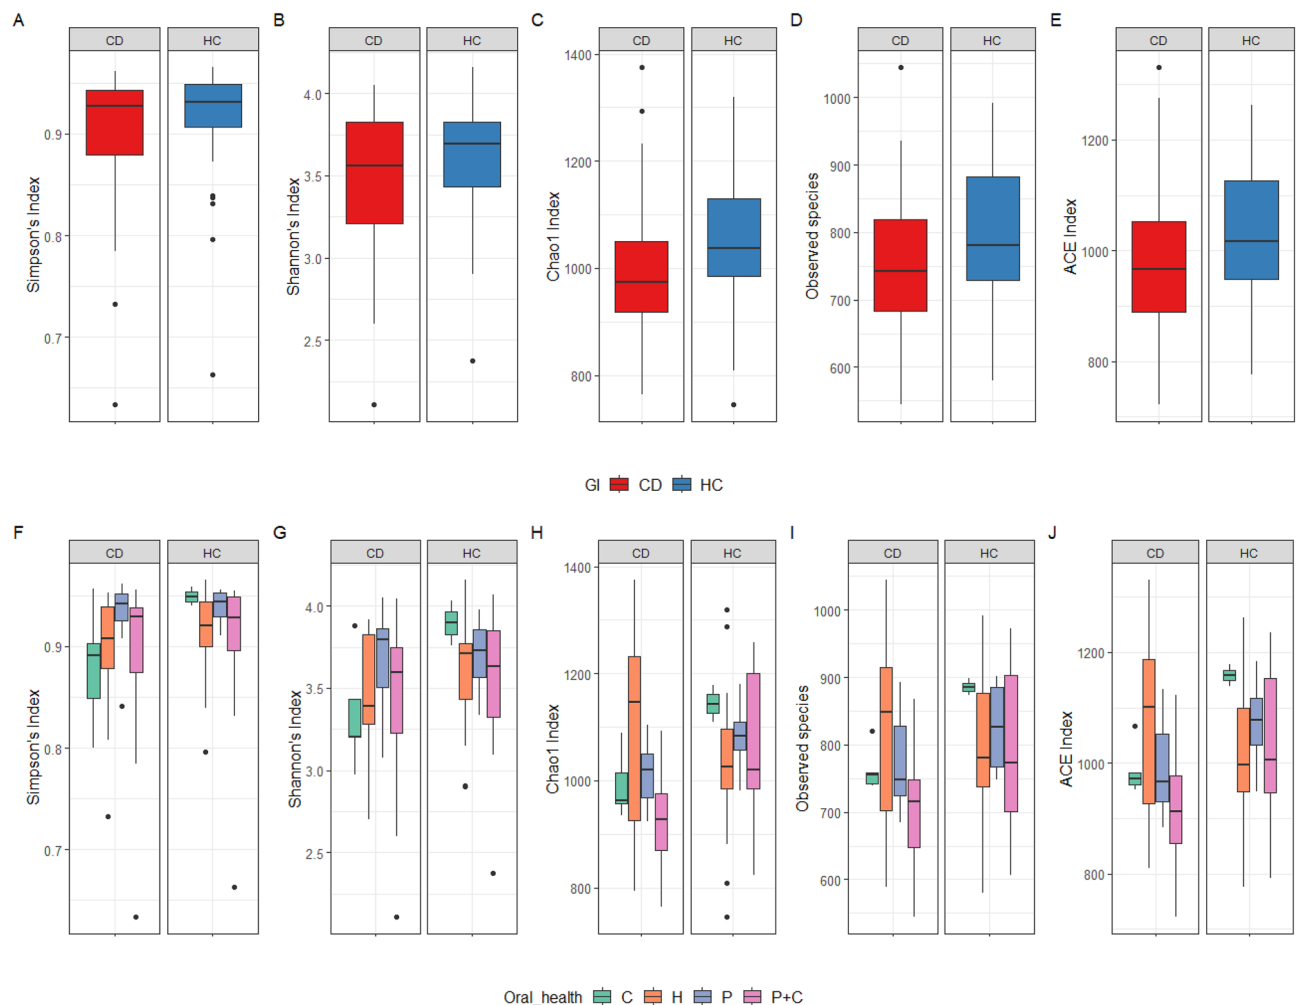 A
B
C
D
E
CD HC
CD HC
CD HC
CD HC
CD HC
Simpson's Index
0.9
0.8
0.7
Shannon's Index
4.0
3.5
3.0
2.5
Chao1 Index
1400
1200
1000
800
Observed species
1000
900
800
700
600
ACE Index
1200
1000
800
GI CD HC
F
G
H
I
J
CD HC
CD HC
CD HC
CD HC
CD HC
Simpson's Index
0.9
0.8
0.7
Shannon's Index
4.0
3.5
3.0
2.5
Chao1 Index
1400
1200
1000
800
Observed species
1000
900
800
700
600
ACE Index
1200
1000
800
Oral_health C H P P+C